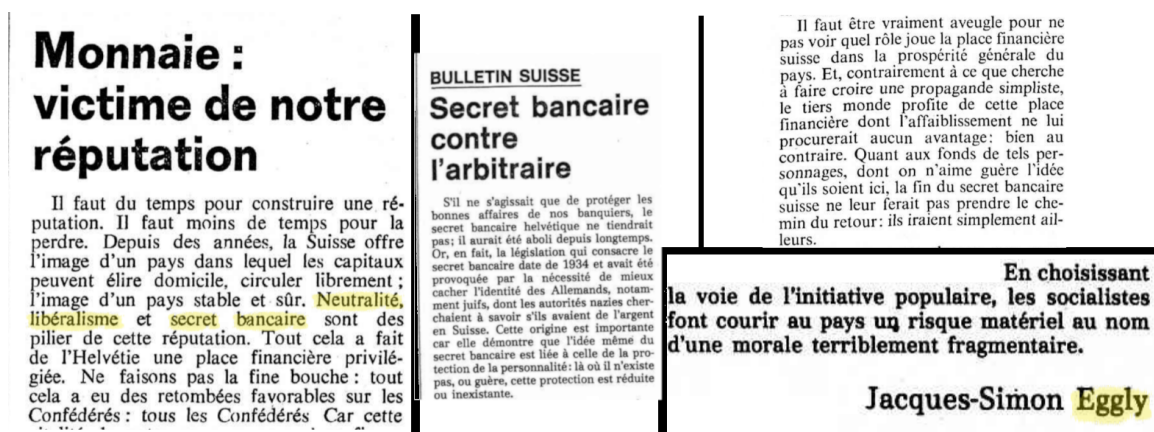 Monnaie :
victime de notre
réputation
Il faut du temps pour construire une ré-
putation. Il faut moins de temps pour la
perdre. Depuis des années, la Suisse offre
l'image d'un pays dans lequel les capitaux
peuvent élire domicile, circuler librement ;
l'image d'un pays stable et sûr. Neutralité,
libéralisme et secret bancaire sont des
pilier de cette réputation. Tout cela a fait
de l'Helvétie une place financière privilé-
giée. Ne faisons pas la fine bouche : tout
cela a eu des retombées favorables sur les
Confédérés : tous les Confédérés Car cette
BULLETIN SUISSE
Secret bancaire
contre
l'arbitraire
S'il ne s'agissait que de protéger les
bonnes affaires de nos banquiers, le
secret bancaire helvétique ne tiendrait
pas; il aurait été aboli depuis longtemps.
Or, en fait, la législation qui consacre le
secret bancaire date de 1934 et avait été
provoquée par la nécessité de mieux
cacher l'identité des Allemands, notam-
ment juifs, dont les autorités nazies cher-
chaient à savoir s'ils avaient de l'argent
en Suisse. Cette origine est importante
car elle démontre que l'idée même du
secret bancaire est liée à celle de la pro-
tection de la personnalité: là où il n'existe
pas, ou guère, cette protection est réduite
ou inexistante.
Il faut être vraiment aveugle pour ne
pas voir quel rôle joue la place financière
suisse dans la prospérité générale du
pays. Et, contrairement à ce que cherche
à faire croire une propagande simpliste,
le tiers monde profite de cette place
financière dont l'affaiblissement ne lui
procurerait aucun avantage: bien au
contraire. Quant aux fonds de tels per-
sonnages, dont on n'aime guère l'idée
qu'ils soient ici, la fin du secret bancaire
suisse ne leur ferait pas prendre le che-
min du retour: ils iraient simplement ail-
leurs.
En choisissant
la voie de l'initiative populaire, les socialistes
font courir au pays un risque matériel au nom
d'une morale terriblement fragmentaire.
Jacques-Simon Eggly